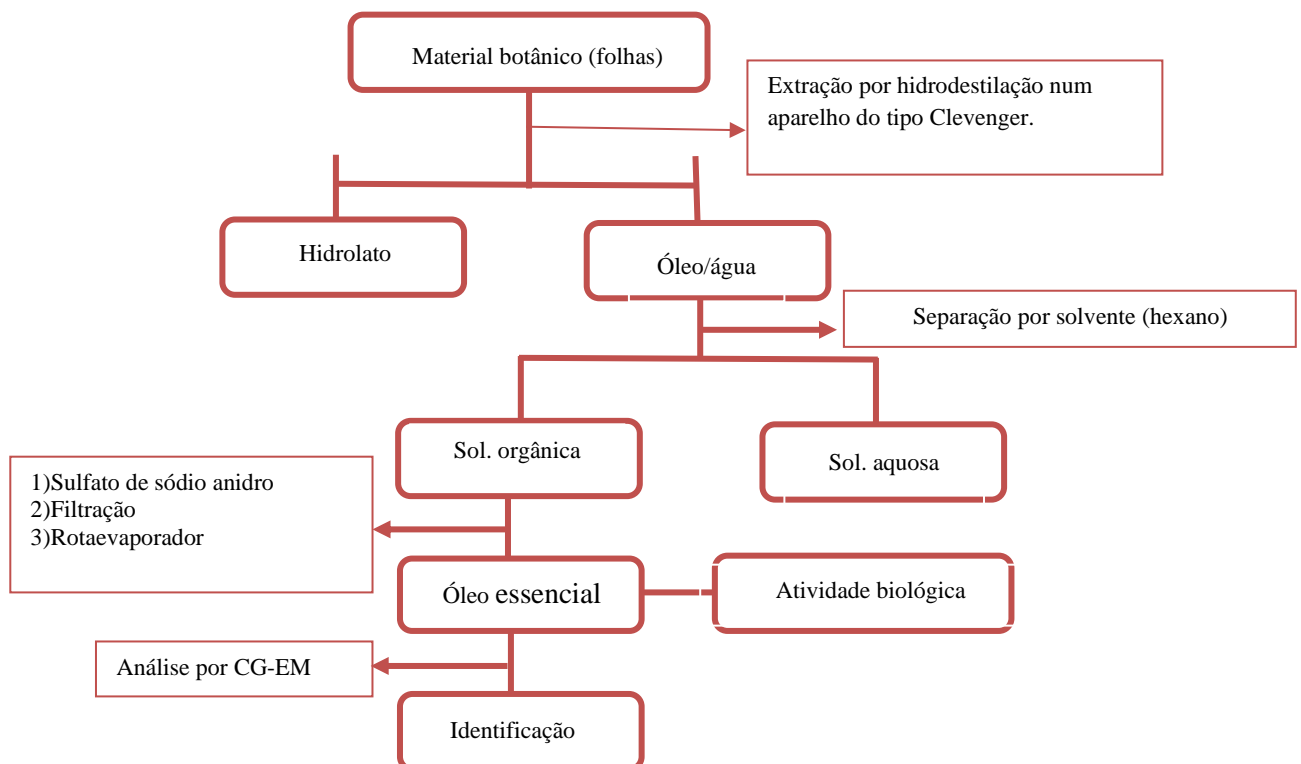 Material botânico (folhas)
Extração por hidrodestilação num
aparelho do tipo Clevenger.
Hidrolato
Óleo/água
Separação por solvente (hexano)
Sol. orgânica
Sol. aquosa
1)Sulfato de sódio anidro
2)Filtração
3)Rotaevaporador
Óleo essencial
Atividade biológica
Análise por CG-EM
Identificação